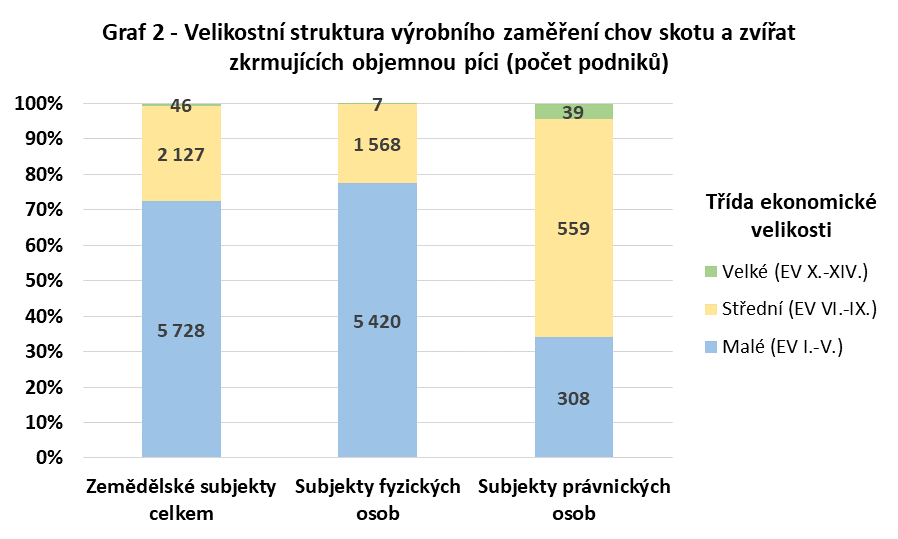 Graf 2 - Velikostní struktura výrobního zaměření chov skotu a zvířat
zkrmujících objemnou píci (počet podniků)
100%
90%
80%
70%
60%
50%
40%
30%
20%
10%
0%
46
2 127
5 728
7
1 568
5 420
39
559
308
Zemědělské subjekty
celkem
Subjekty fyzických
osob
Subjekty právnických
osob
Třída ekonomické
velikosti
Velké (EV X.-XIV.)
Střední (EV VI.-IX.)
Malé (EV I.-V.)